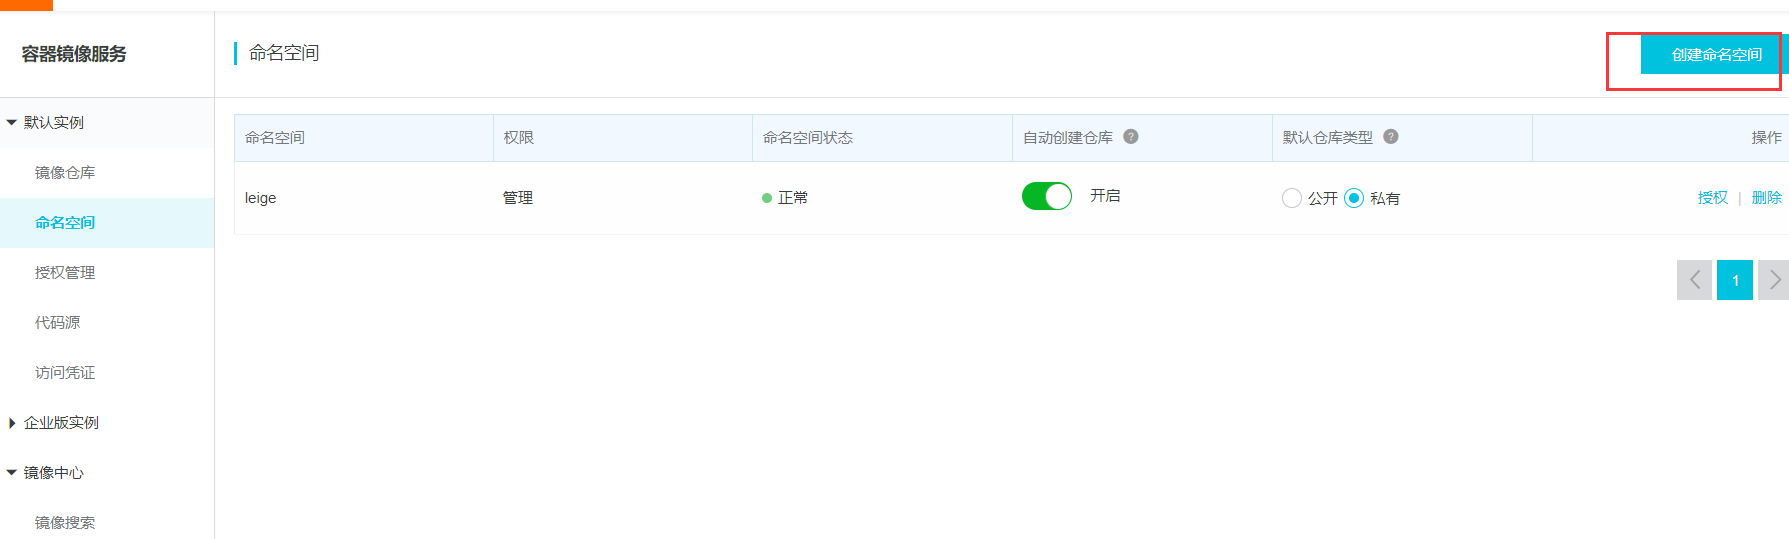 容器镜像服务
默认实例
镜像仓库
命名空间
授权管理
代码源
访问凭证
企业版实例
镜像中心
镜像搜索
命名空间
创建命名空间
命名空间 权限 命名空间状态 自动创建仓库 ? 默认仓库类型 ? 操作
leige 管理 正常 开启 公开 私有 授权 | 删除
1